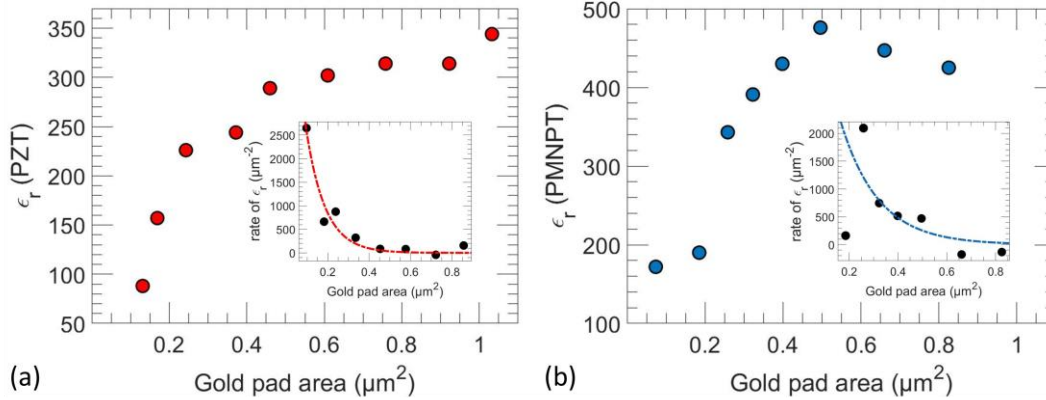 350
300
250
200
150
100
50
ϵr (PZT)
0.2 0.4 0.6 0.8 1
Gold pad area (µm²)
(a)
2500
2000
1500
1000
500
0
rate of ϵr (µm⁻²)
0.2 0.4 0.6 0.8
Gold pad area (µm²)
500
400
300
200
100
ϵr (PMNPT)
0.2 0.4 0.6 0.8 1
Gold pad area (µm²)
(b)
2000
1500
1000
500
0
rate of ϵr (µm⁻²)
0.2 0.4 0.6 0.8
Gold pad area (µm²)